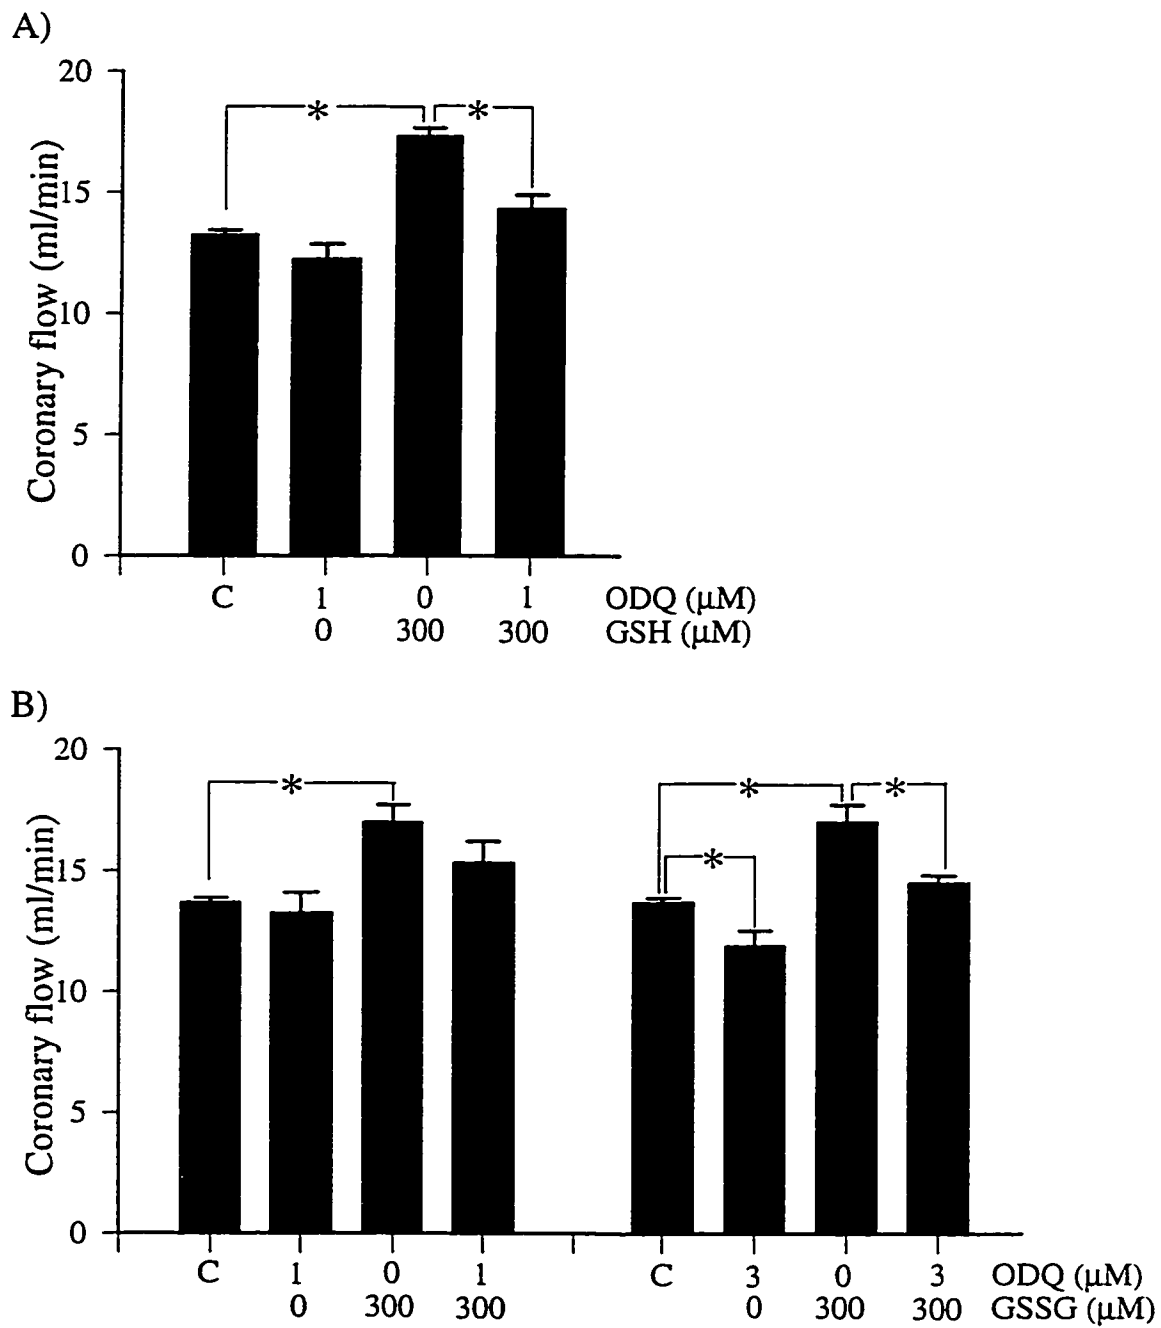 A)
20
15
10
5
0
Coronary flow (ml/min)
* *
C 1 0 1 ODQ (µM)
0 300 300 GSH (µM)
B)
20
15
10
5
0
Coronary flow (ml/min)
* * *
*
C 1 0 1 C 3 0 3 ODQ (µM)
0 300 300 0 300 300 GSSG (µM)